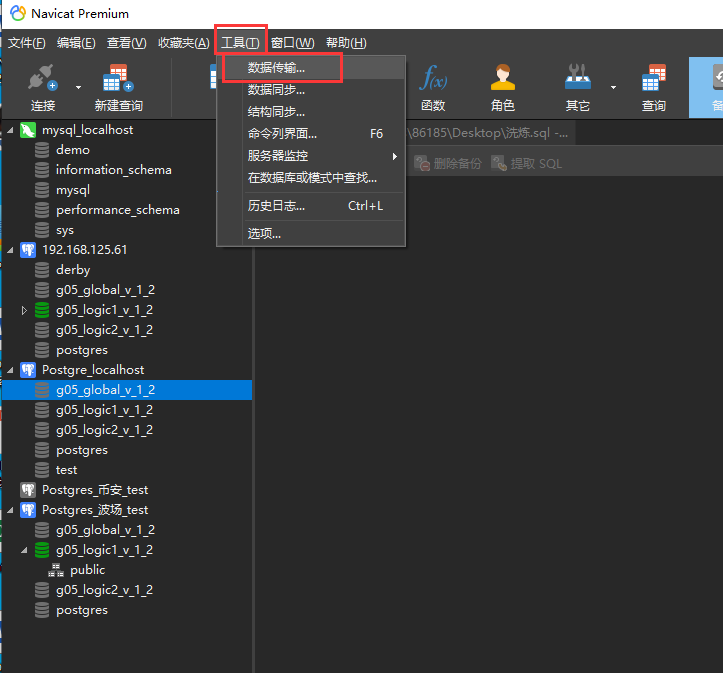 Navicat Premium
文件(F) 编辑(E) 查看(V) 收藏夹(A) 工具(T) 窗口(W) 帮助(H)
连接 新建查询 函数 角色 其它 查询 备
数据传输...
数据同步...
结构同步...
命令列界面... F6
服务器监控
在数据库或模式中查找...
历史日志... Ctrl+L
选项...
\86185\Desktop\洗炼.sql -...
删除备份 提取 SQL
mysql_localhost
demo
information_schema
mysql
performance_schema
sys
192.168.125.61
derby
g05_global_v_1_2
g05_logic1_v_1_2
g05_logic2_v_1_2
postgres
Postgre_localhost
g05_global_v_1_2
g05_logic1_v_1_2
g05_logic2_v_1_2
postgres
test
Postgres_币安_test
Postgres_波场_test
g05_global_v_1_2
g05_logic1_v_1_2
public
g05_logic2_v_1_2
postgres